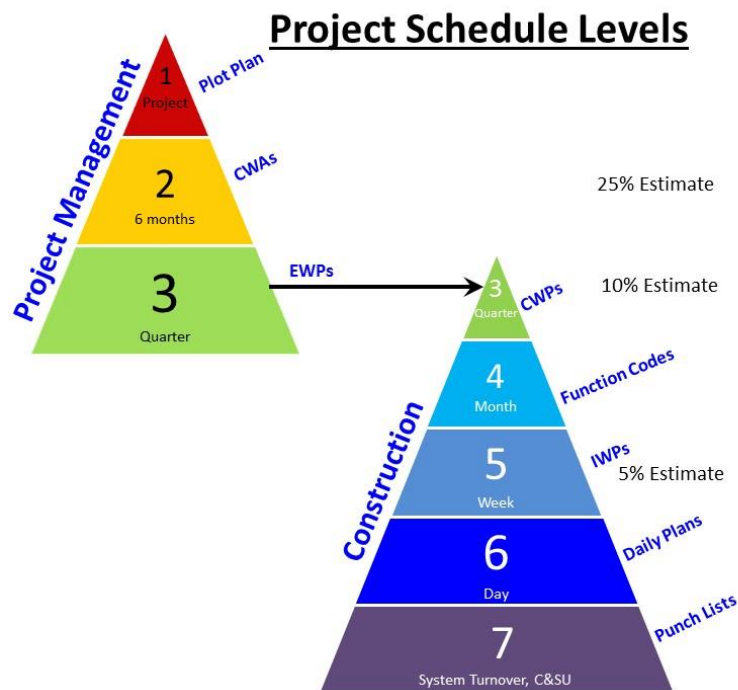 Project Schedule Levels
Project Management
1
Project
Plot Plan
2
6 months
CWAs
25% Estimate
3
Quarter
EWPs
3
Quarter
CWPs
10% Estimate
Construction
4
Month
Function Codes
5
Week
IWPs
5% Estimate
6
Day
Daily Plans
7
System Turnover, C&SU
Punch Lists